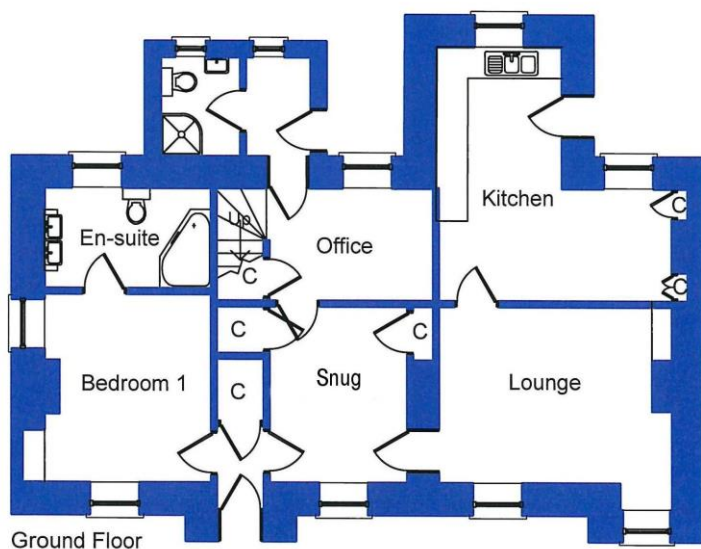 Up
En-suite
Office
Kitchen
C
C
C
C
C
C
Bedroom 1
Snug
Lounge
Ground Floor